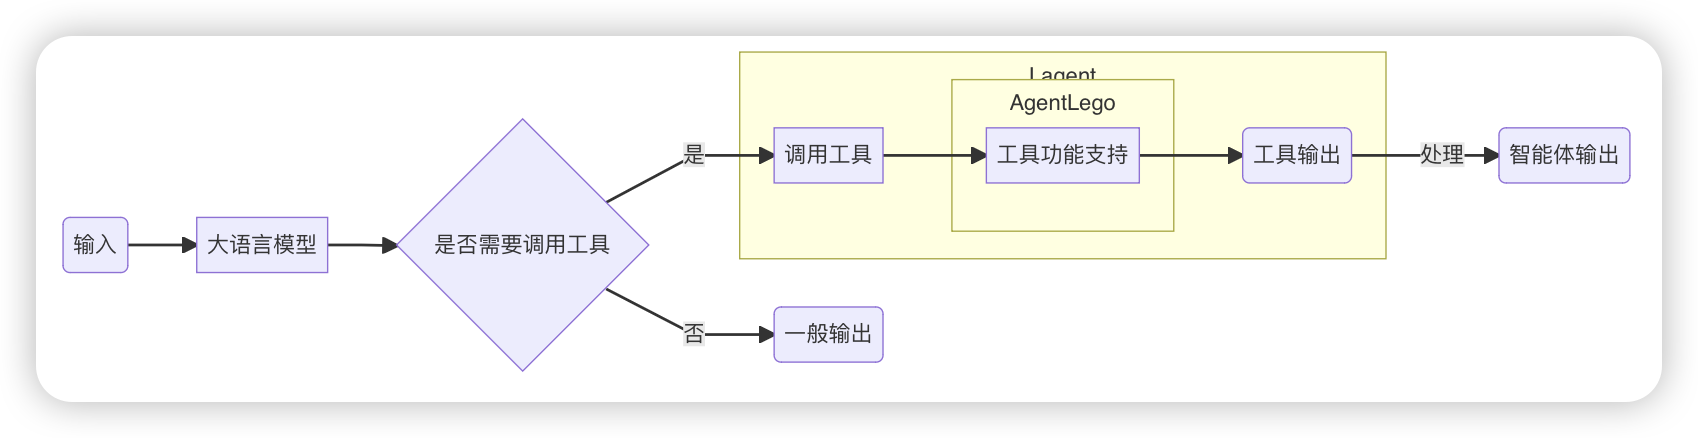 Lagent
AgentLego
是
调用工具
工具功能支持
工具输出
处理
智能体输出
输入
大语言模型
是否需要调用工具
否
一般输出